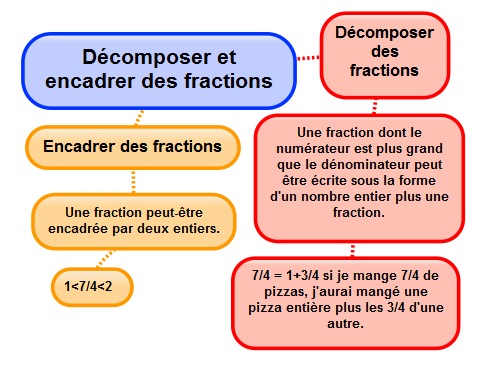 Décomposer et
encadrer des fractions
Décomposer
des
fractions
Encadrer des fractions
Une fraction peut-être
encadrée par deux entiers.
1<7/4<2
Une fraction dont le
numérateur est plus grand
que le dénominateur peut
être écrite sous la forme
d'un nombre entier plus une
fraction.
7/4 = 1+3/4 si je mange 7/4 de
pizzas, j'aurai mangé une
pizza entière plus les 3/4 d'une
autre.